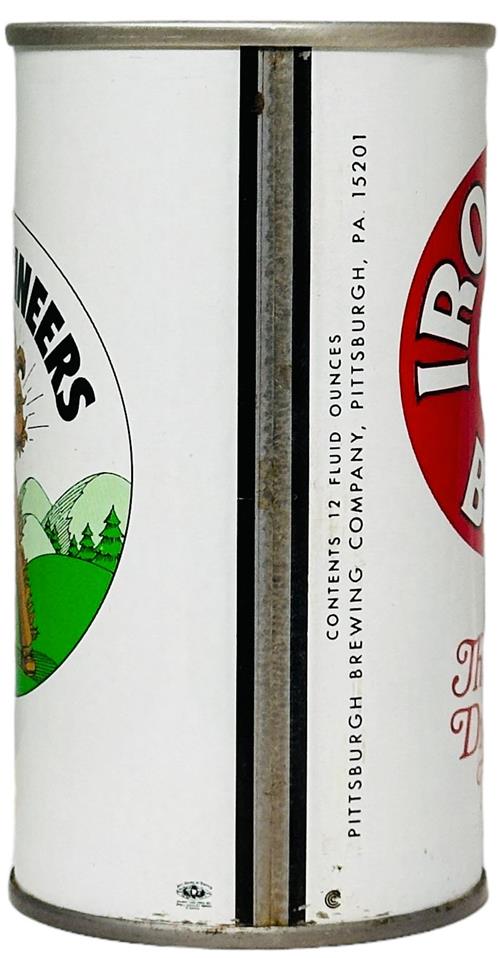 NEERS
CONTENTS 12 FLUID OUNCES
PITTSBURGH BREWING COMPANY, PITTSBURGH, PA. 15201
IRO
B
Th
D